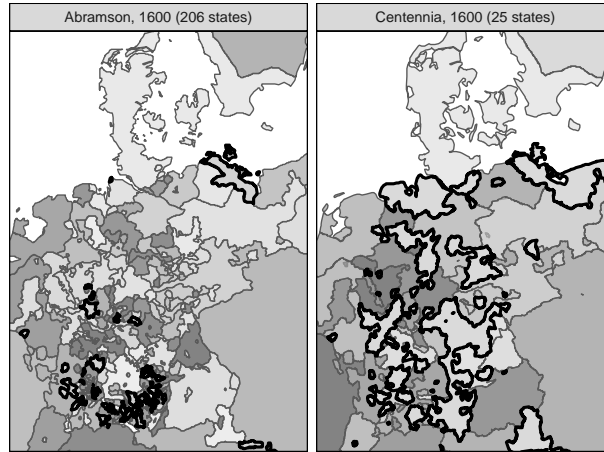 Abramson, 1600 (206 states)
Centennia, 1600 (25 states)